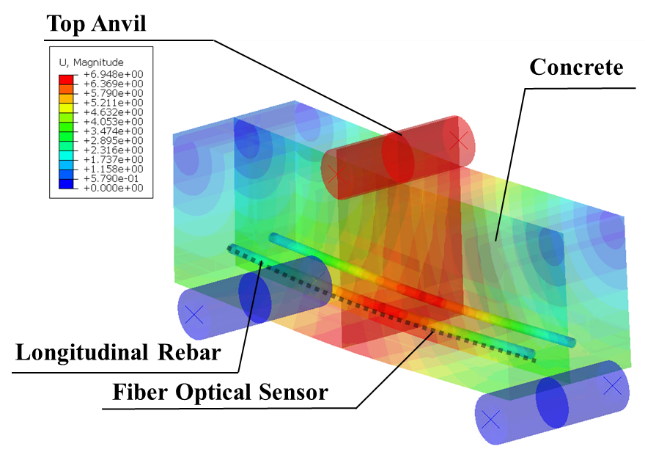 Top Anvil
U, Magnitude
+6.948e+00
+6.369e+00
+5.790e+00
+5.211e+00
+4.632e+00
+4.053e+00
+3.474e+00
+2.895e+00
+2.316e+00
+1.737e+00
+1.158e+00
+5.790e-01
+0.000e+00
Concrete
Longitudinal Rebar
Fiber Optical Sensor